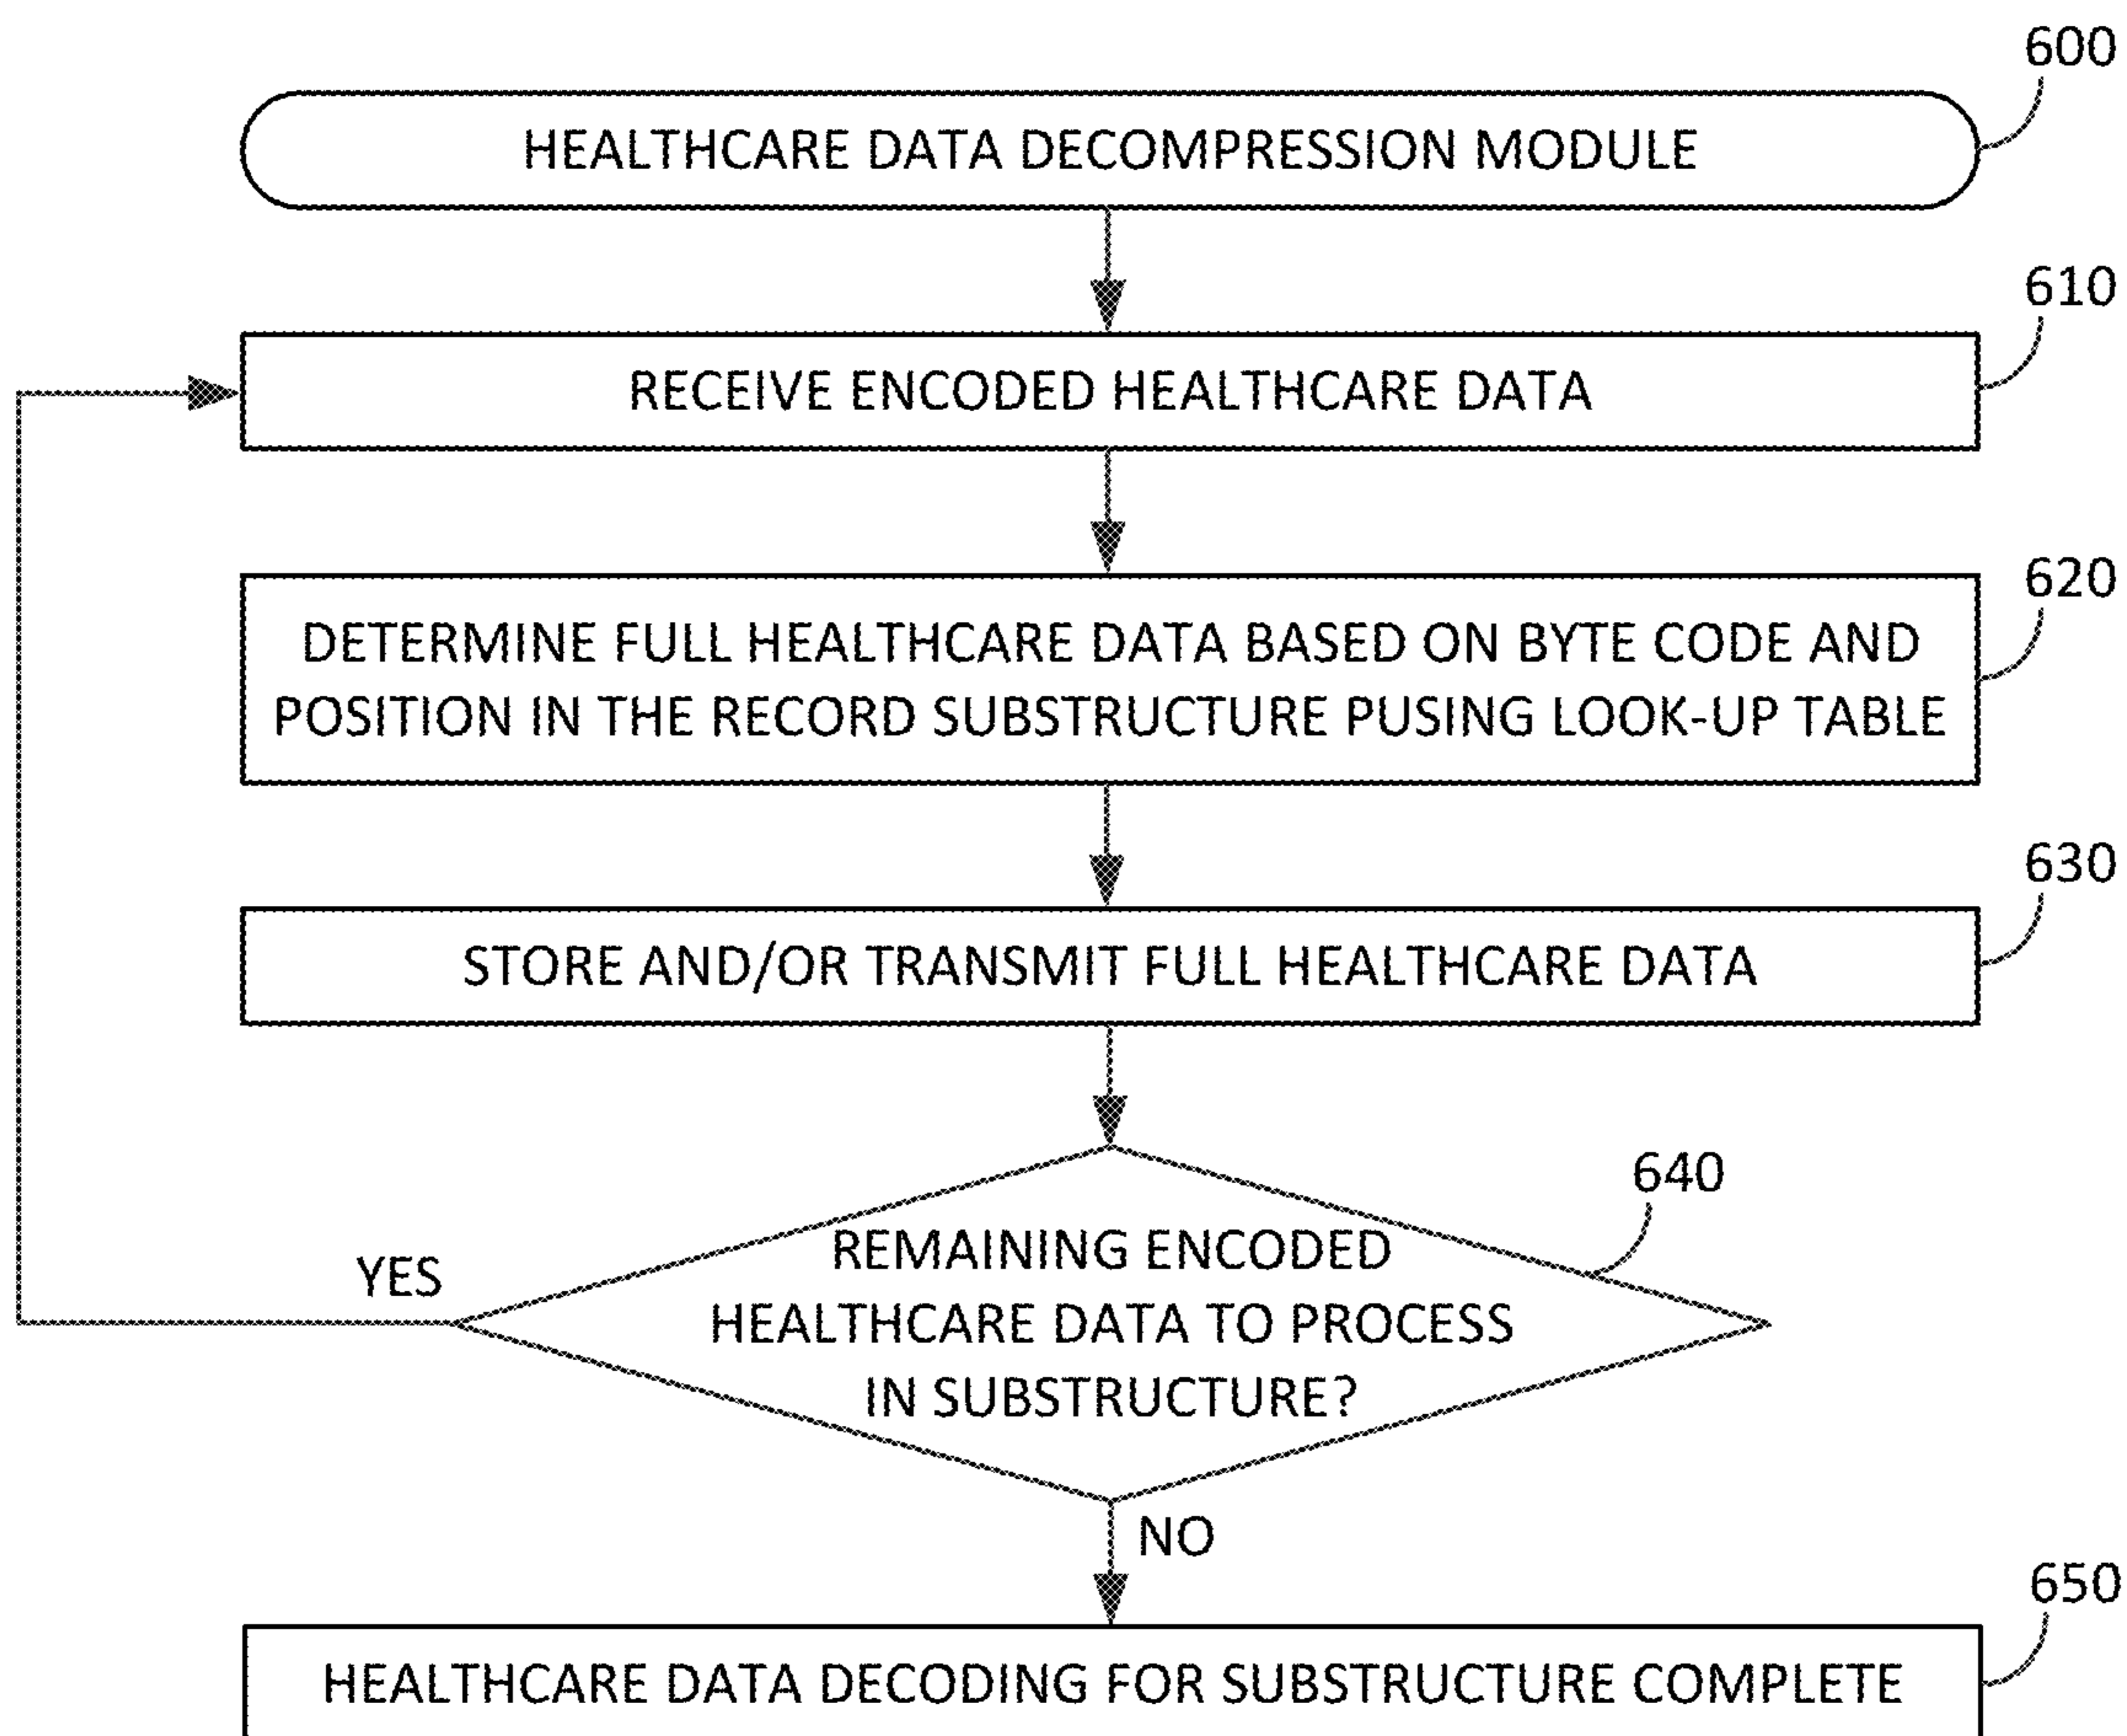 600
HEALTHCARE DATA DECOMPRESSION MODULE
610
RECEIVE ENCODED HEALTHCARE DATA
620
DETERMINE FULL HEALTHCARE DATA BASED ON BYTE CODE AND
POSITION IN THE RECORD SUBSTRUCTURE PUSING LOOK-UP TABLE
630
STORE AND/OR TRANSMIT FULL HEALTHCARE DATA
640
REMAINING ENCODED
YES
HEALTHCARE DATA TO PROCESS
IN SUBSTRUCTURE?
NO
650
HEALTHCARE DATA DECODING FOR SUBSTRUCTURE COMPLETE